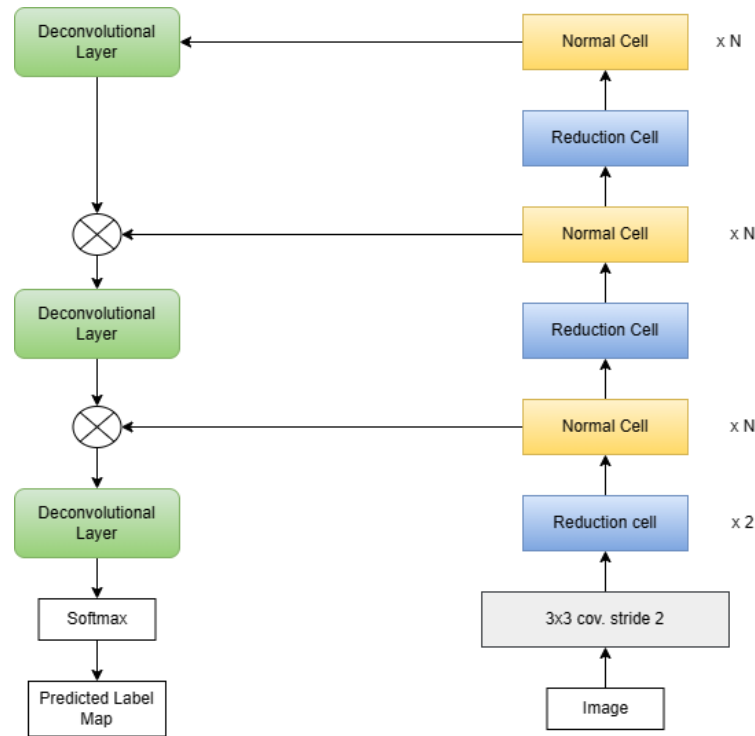 Deconvolutional
Layer
Normal Cell
x N
Reduction Cell
Normal Cell
x N
Deconvolutional
Layer
Reduction Cell
Normal Cell
x N
Deconvolutional
Layer
Reduction cell
x 2
Softmax
3x3 cov. stride 2
Predicted Label
Map
Image